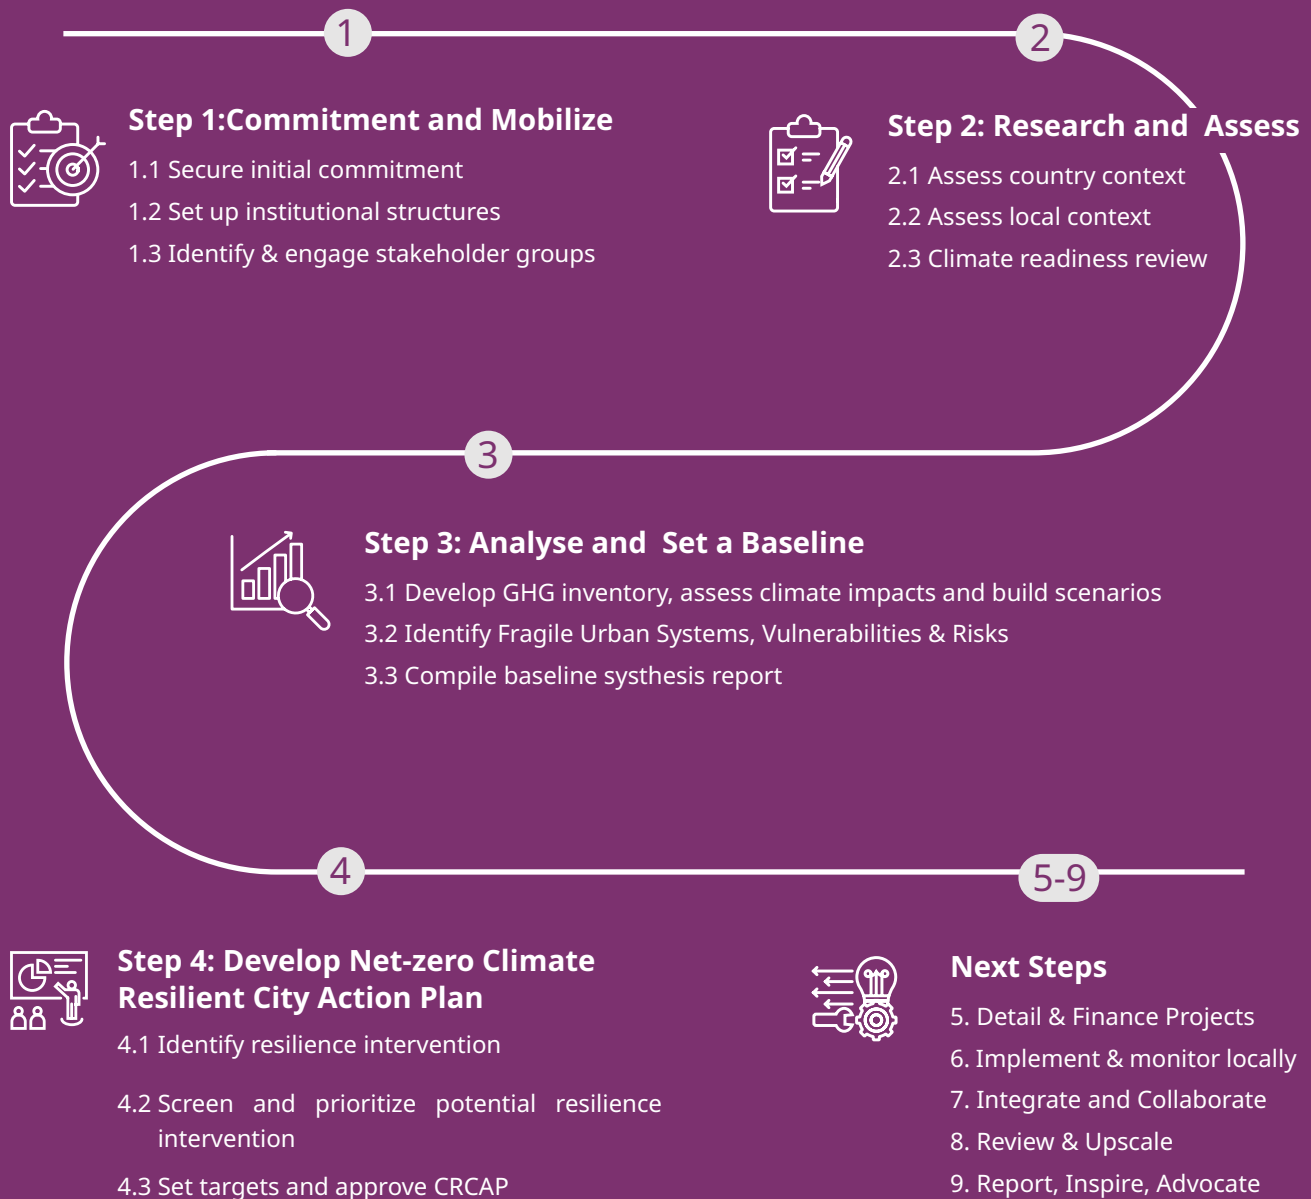 1
2
Step 1:Commitment and Mobilize
1.1 Secure initial commitment
1.2 Set up institutional structures
1.3 Identify & engage stakeholder groups
Step 2: Research and Assess
2.1 Assess country context
2.2 Assess local context
2.3 Climate readiness review
3
Step 3: Analyse and Set a Baseline
3.1 Develop GHG inventory, assess climate impacts and build scenarios
3.2 Identify Fragile Urban Systems, Vulnerabilities & Risks
3.3 Compile baseline systhesis report
4
5-9
Step 4: Develop Net-zero Climate
Resilient City Action Plan
4.1 Identify resilience intervention
4.2 Screen and prioritize potential resilience
intervention
4.3 Set targets and approve CRCAP
Next Steps
5. Detail & Finance Projects
6. Implement & monitor locally
7. Integrate and Collaborate
8. Review & Upscale
9. Report, Inspire, Advocate